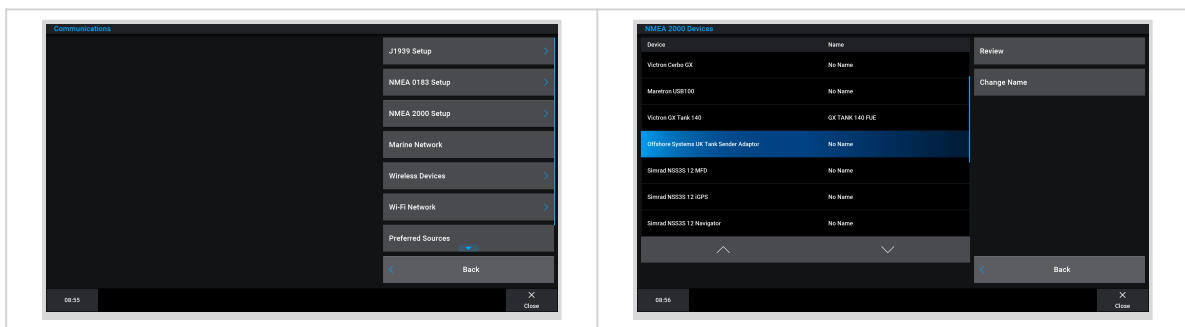 Communications
J1939 Setup
NMEA 0183 Setup
NMEA 2000 Setup
Marine Network
Wireless Devices
Wi-Fi Network
Preferred Sources
Back
08:55
Close
NMEA 2000 Devices
Device Name
Victron Cerbo GX No Name
Maretron USB100 No Name
Victron GX Tank 140 GX TANK 140 FUE
Offshore Systems UK Tank Sender Adaptor No Name
Simrad NSS3S 12 MFD No Name
Simrad NSS3S 12 iGPS No Name
Simrad NSS3S 12 Navigator No Name
Review
Change Name
Back
08:56
Close